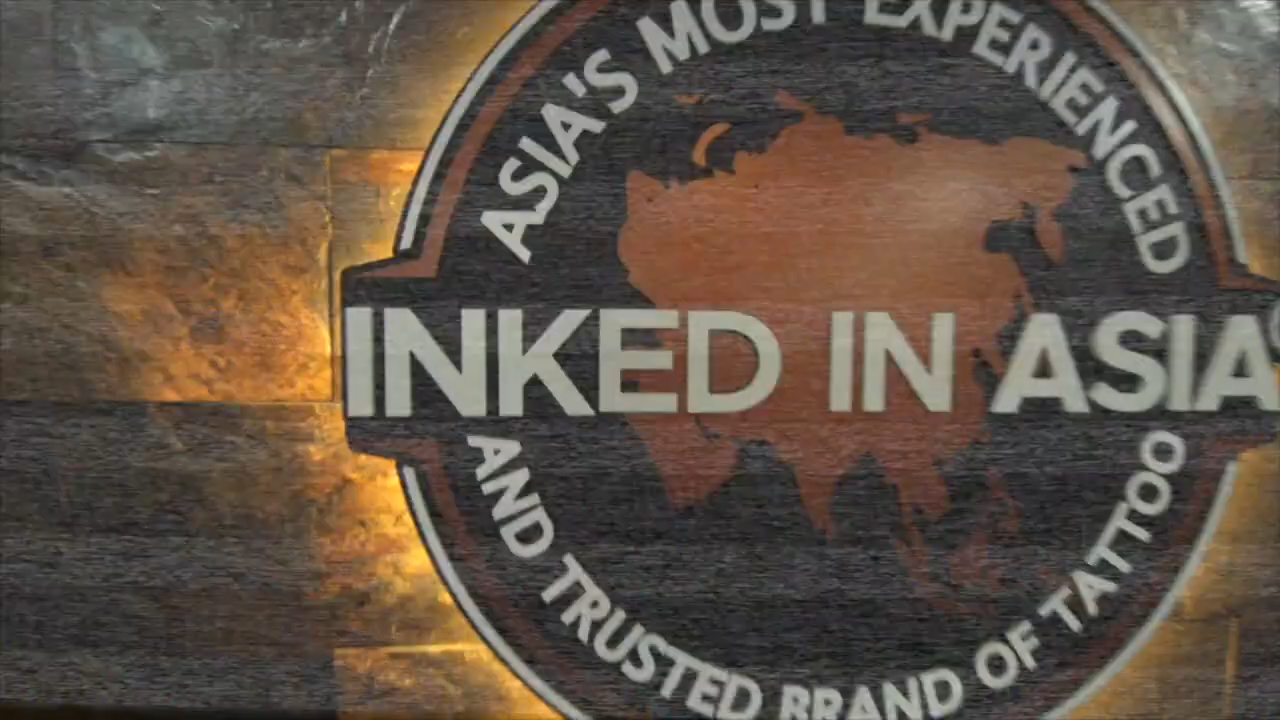 ASIA'S MOST EXPERIENCED
INKED IN ASIA
AND TRUSTED BRAND OF TATTOO